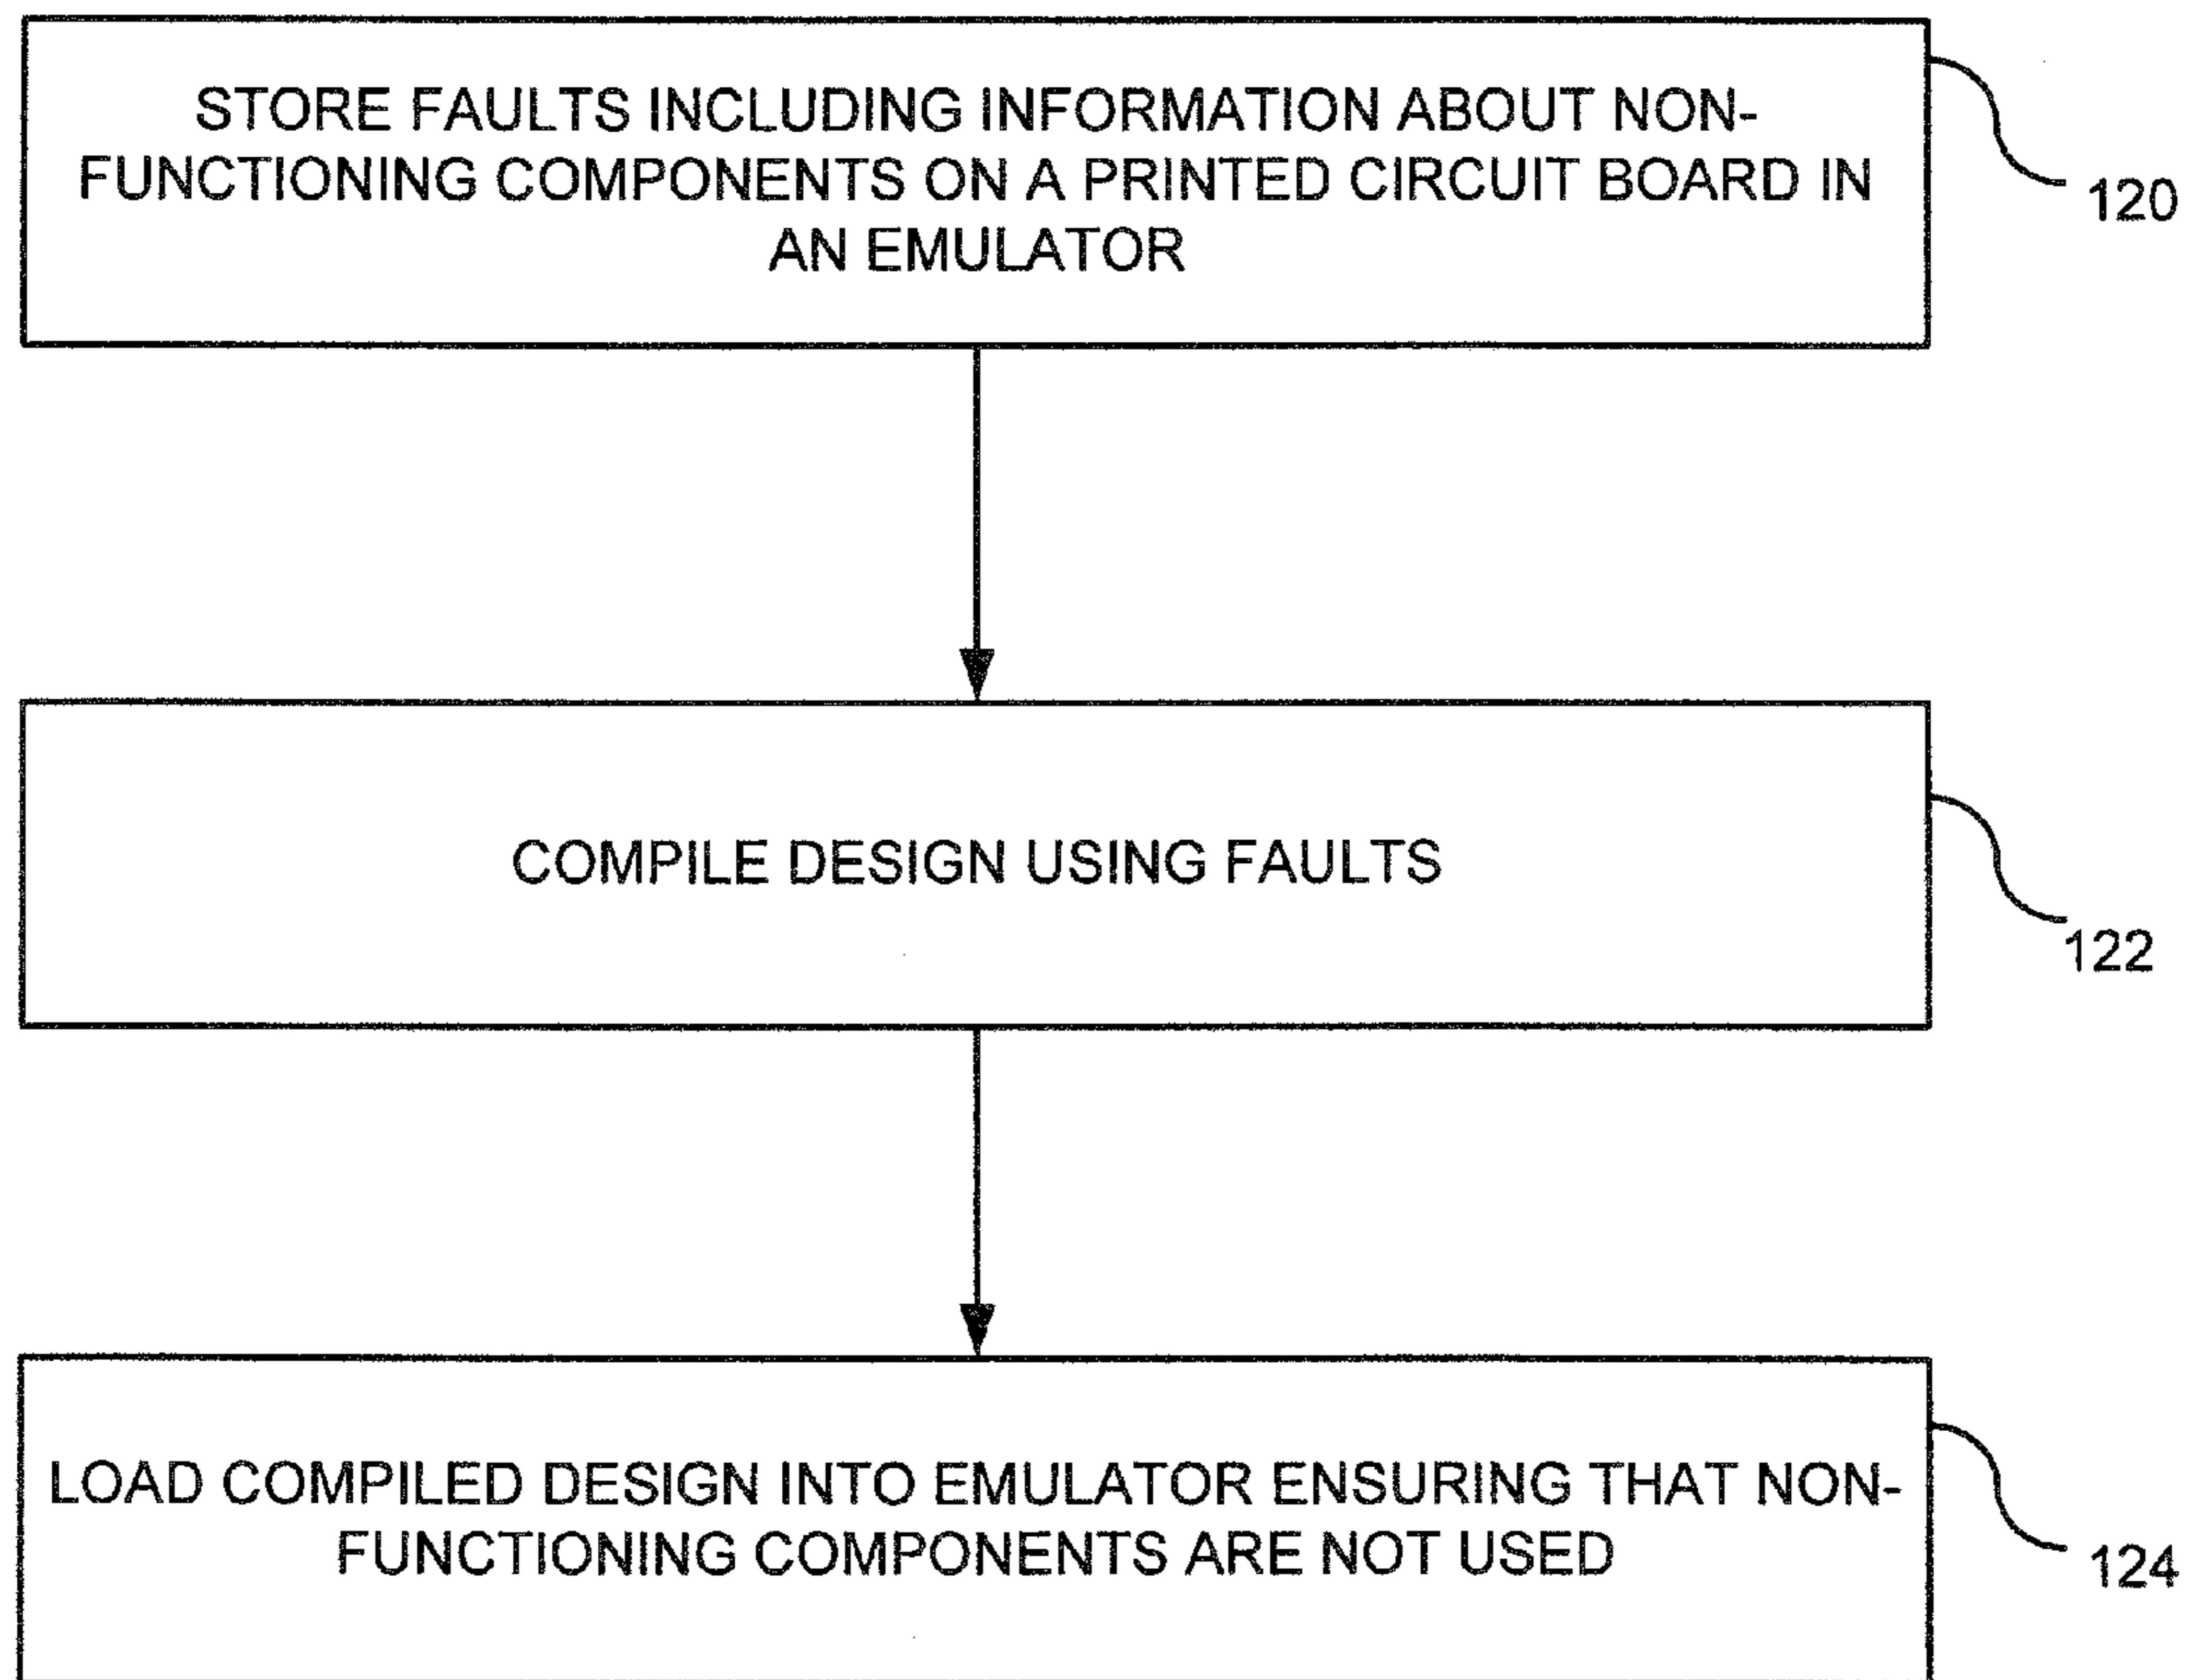 STORE FAULTS INCLUDING INFORMATION ABOUT NON-
FUNCTIONING COMPONENTS ON A PRINTED CIRCUIT BOARD IN
AN EMULATOR
120
COMPILE DESIGN USING FAULTS
122
LOAD COMPILED DESIGN INTO EMULATOR ENSURING THAT NON-
FUNCTIONING COMPONENTS ARE NOT USED
124